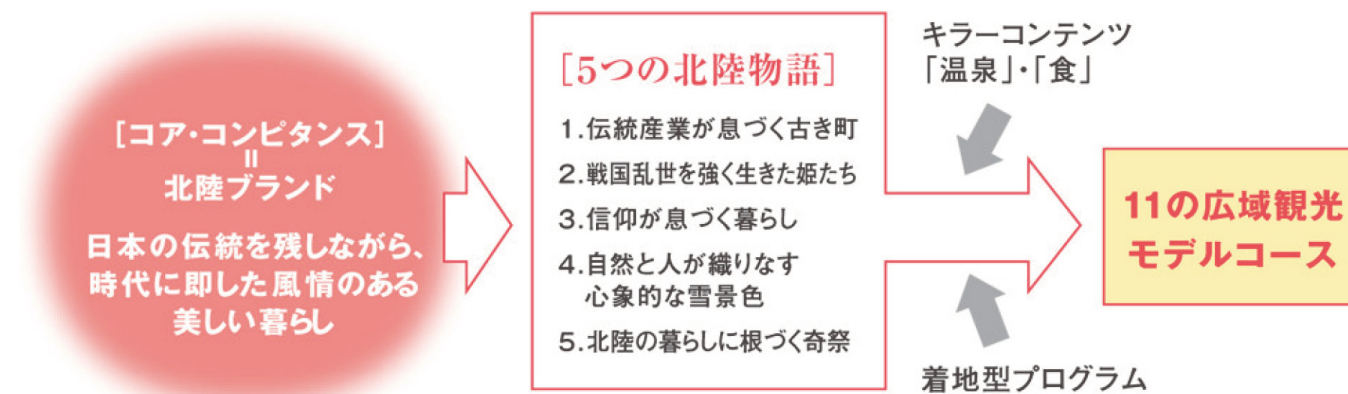 [コア・コンピタンス]
=
北陸ブランド
日本の伝統を残しながら、
時代に即した風情のある
美しい暮らし
[5つの北陸物語]
1.伝統産業が息づく古き町
2.戦国乱世を強く生きた姫たち
3.信仰が息づく暮らし
4.自然と人が織りなす
心象的な雪景色
5.北陸の暮らしに根づく奇祭
キラーコンテンツ
「温泉」・「食」
着地型プログラム
11の広域観光
モデルコース